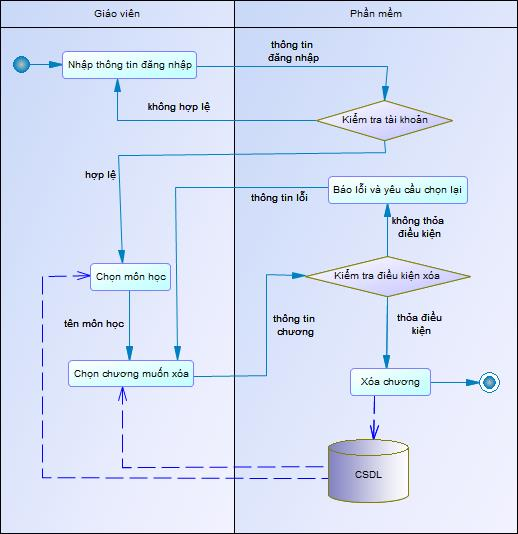 Giáo viên
Phần mềm
Nhập thông tin đăng nhập
thông tin
đăng nhập
không hợp lệ
Kiểm tra tài khoản
hợp lệ
thông tin lỗi
Báo lỗi và yêu cầu chọn lại
không thỏa
điều kiện
Chọn môn học
Kiểm tra điều kiện xóa
tên môn học
thông tin
chương
thỏa điều
kiện
Chọn chương muốn xóa
Xóa chương
CSDL